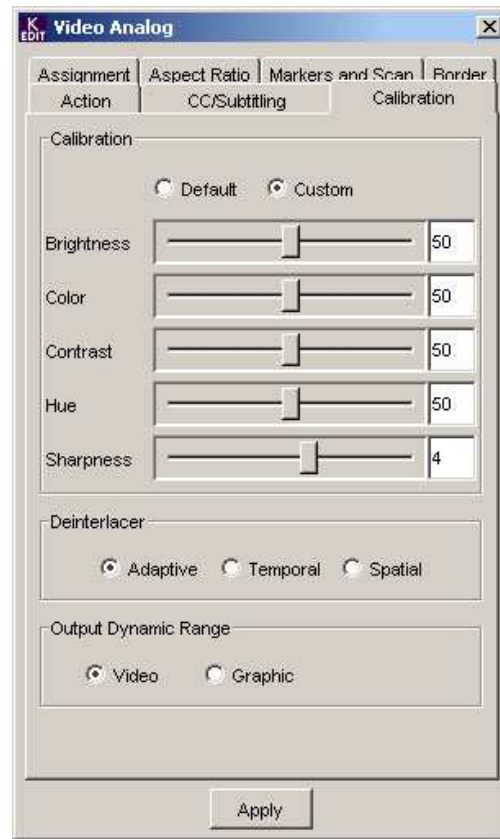 K EDIT Video Analog
Assignment Aspect Ratio Markers and Scan Border
Action CC/Subtitling Calibration
Calibration
Default Custom
Brightness 50
Color 50
Contrast 50
Hue 50
Sharpness 4
Deinterlacer
Adaptive Temporal Spatial
Output Dynamic Range
Video Graphic
Apply